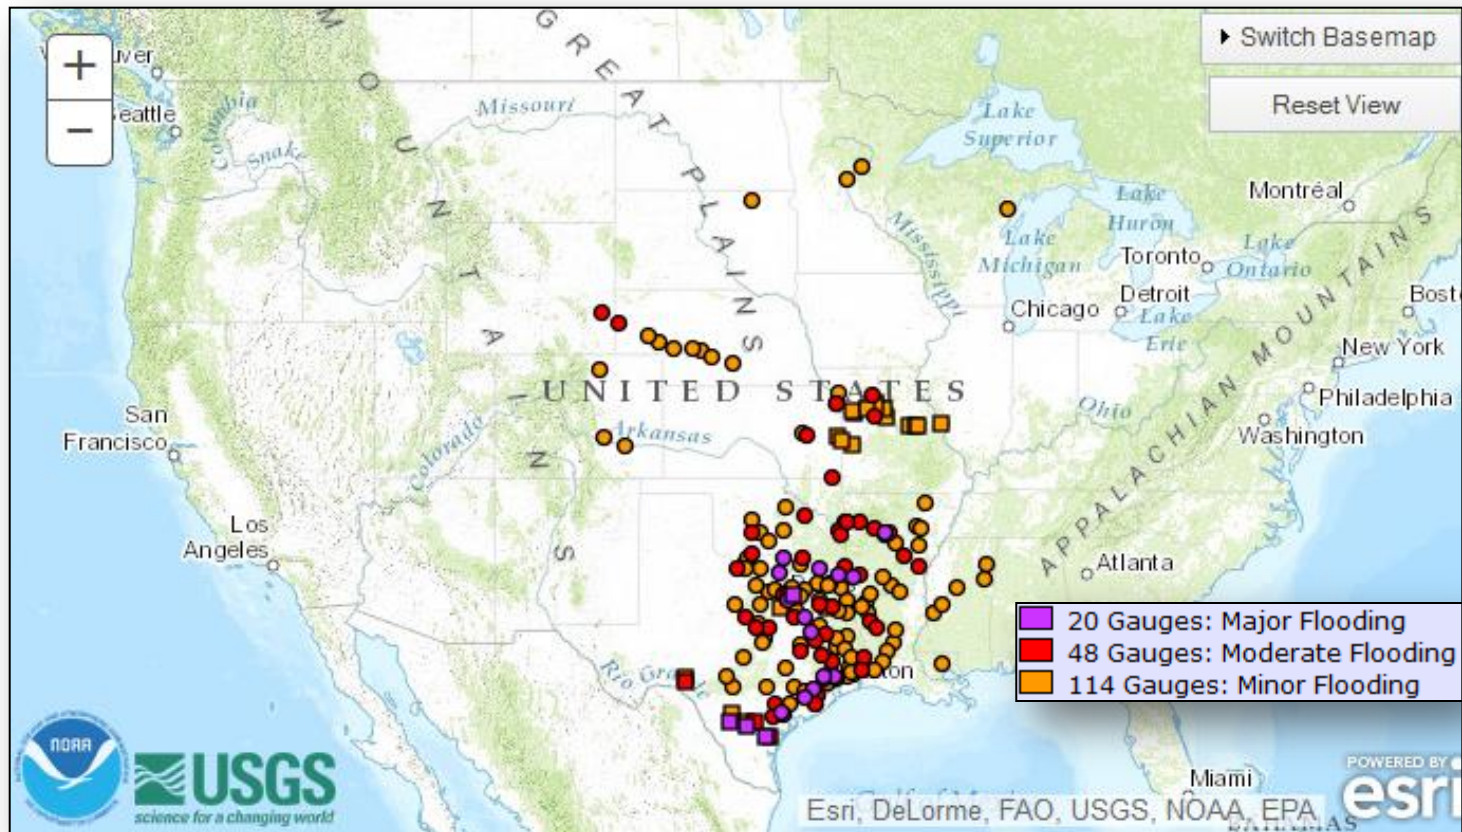 Switch Basemap
Reset View
+
−
GREAT PLAINS
Missouri
Columbia
Seattle
Snake
Lake
Superior
Montréal
Lake
Huron
Mississippi
Lake
Michigan
Toronto
Lake
Ontario
Chicago
Detroit
Lake
Erie
New York
Philadelphia
Washington
UNITED STATES
Ohio
APPALACHIAN MOUNTAINS
San
Francisco
Colorado
Arkansas
Los
Angeles
Atlanta
Rio Grande
20 Gauges: Major Flooding
48 Gauges: Moderate Flooding
114 Gauges: Minor Flooding
NOAA
USGS
science for a changing world
Miami
POWERED BY
esri
Esri, DeLorme, FAO, USGS, NOAA, EPA